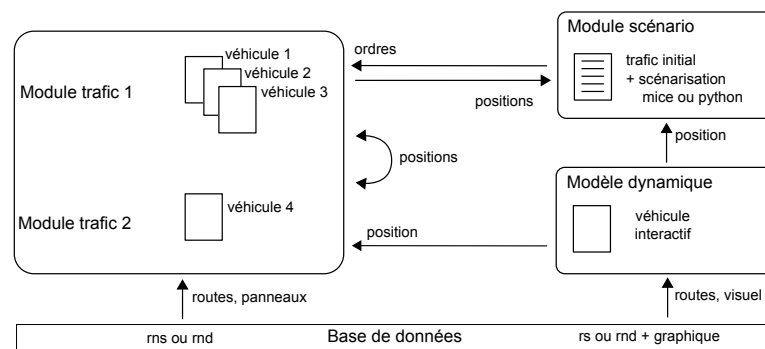 Module scénario
véhicule 1
véhicule 2
véhicule 3
Module trafic 1
ordres
positions
trafic initial
+ scénarisation
mice ou python
positions
position
Modèle dynamique
véhicule
interactif
Module trafic 2
véhicule 4
position
routes, panneaux
routes, visuel
rns ou rnd
Base de données
rs ou rnd + graphique